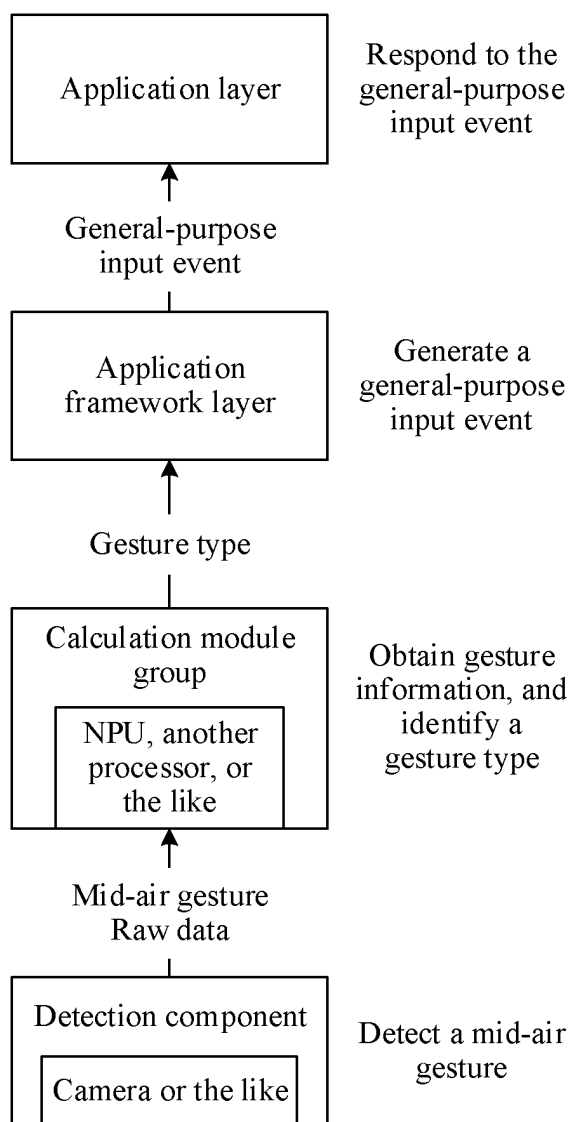 Application layer
Respond to the
general-purpose
input event
General-purpose
input event
Application
framework layer
Generate a
general-purpose
input event
Gesture type
Calculation module
group
NPU, another
processor, or
the like
Obtain gesture
information, and
identify a
gesture type
Mid-air gesture
Raw data
Detection component
Camera or the like
Detect a mid-air
gesture